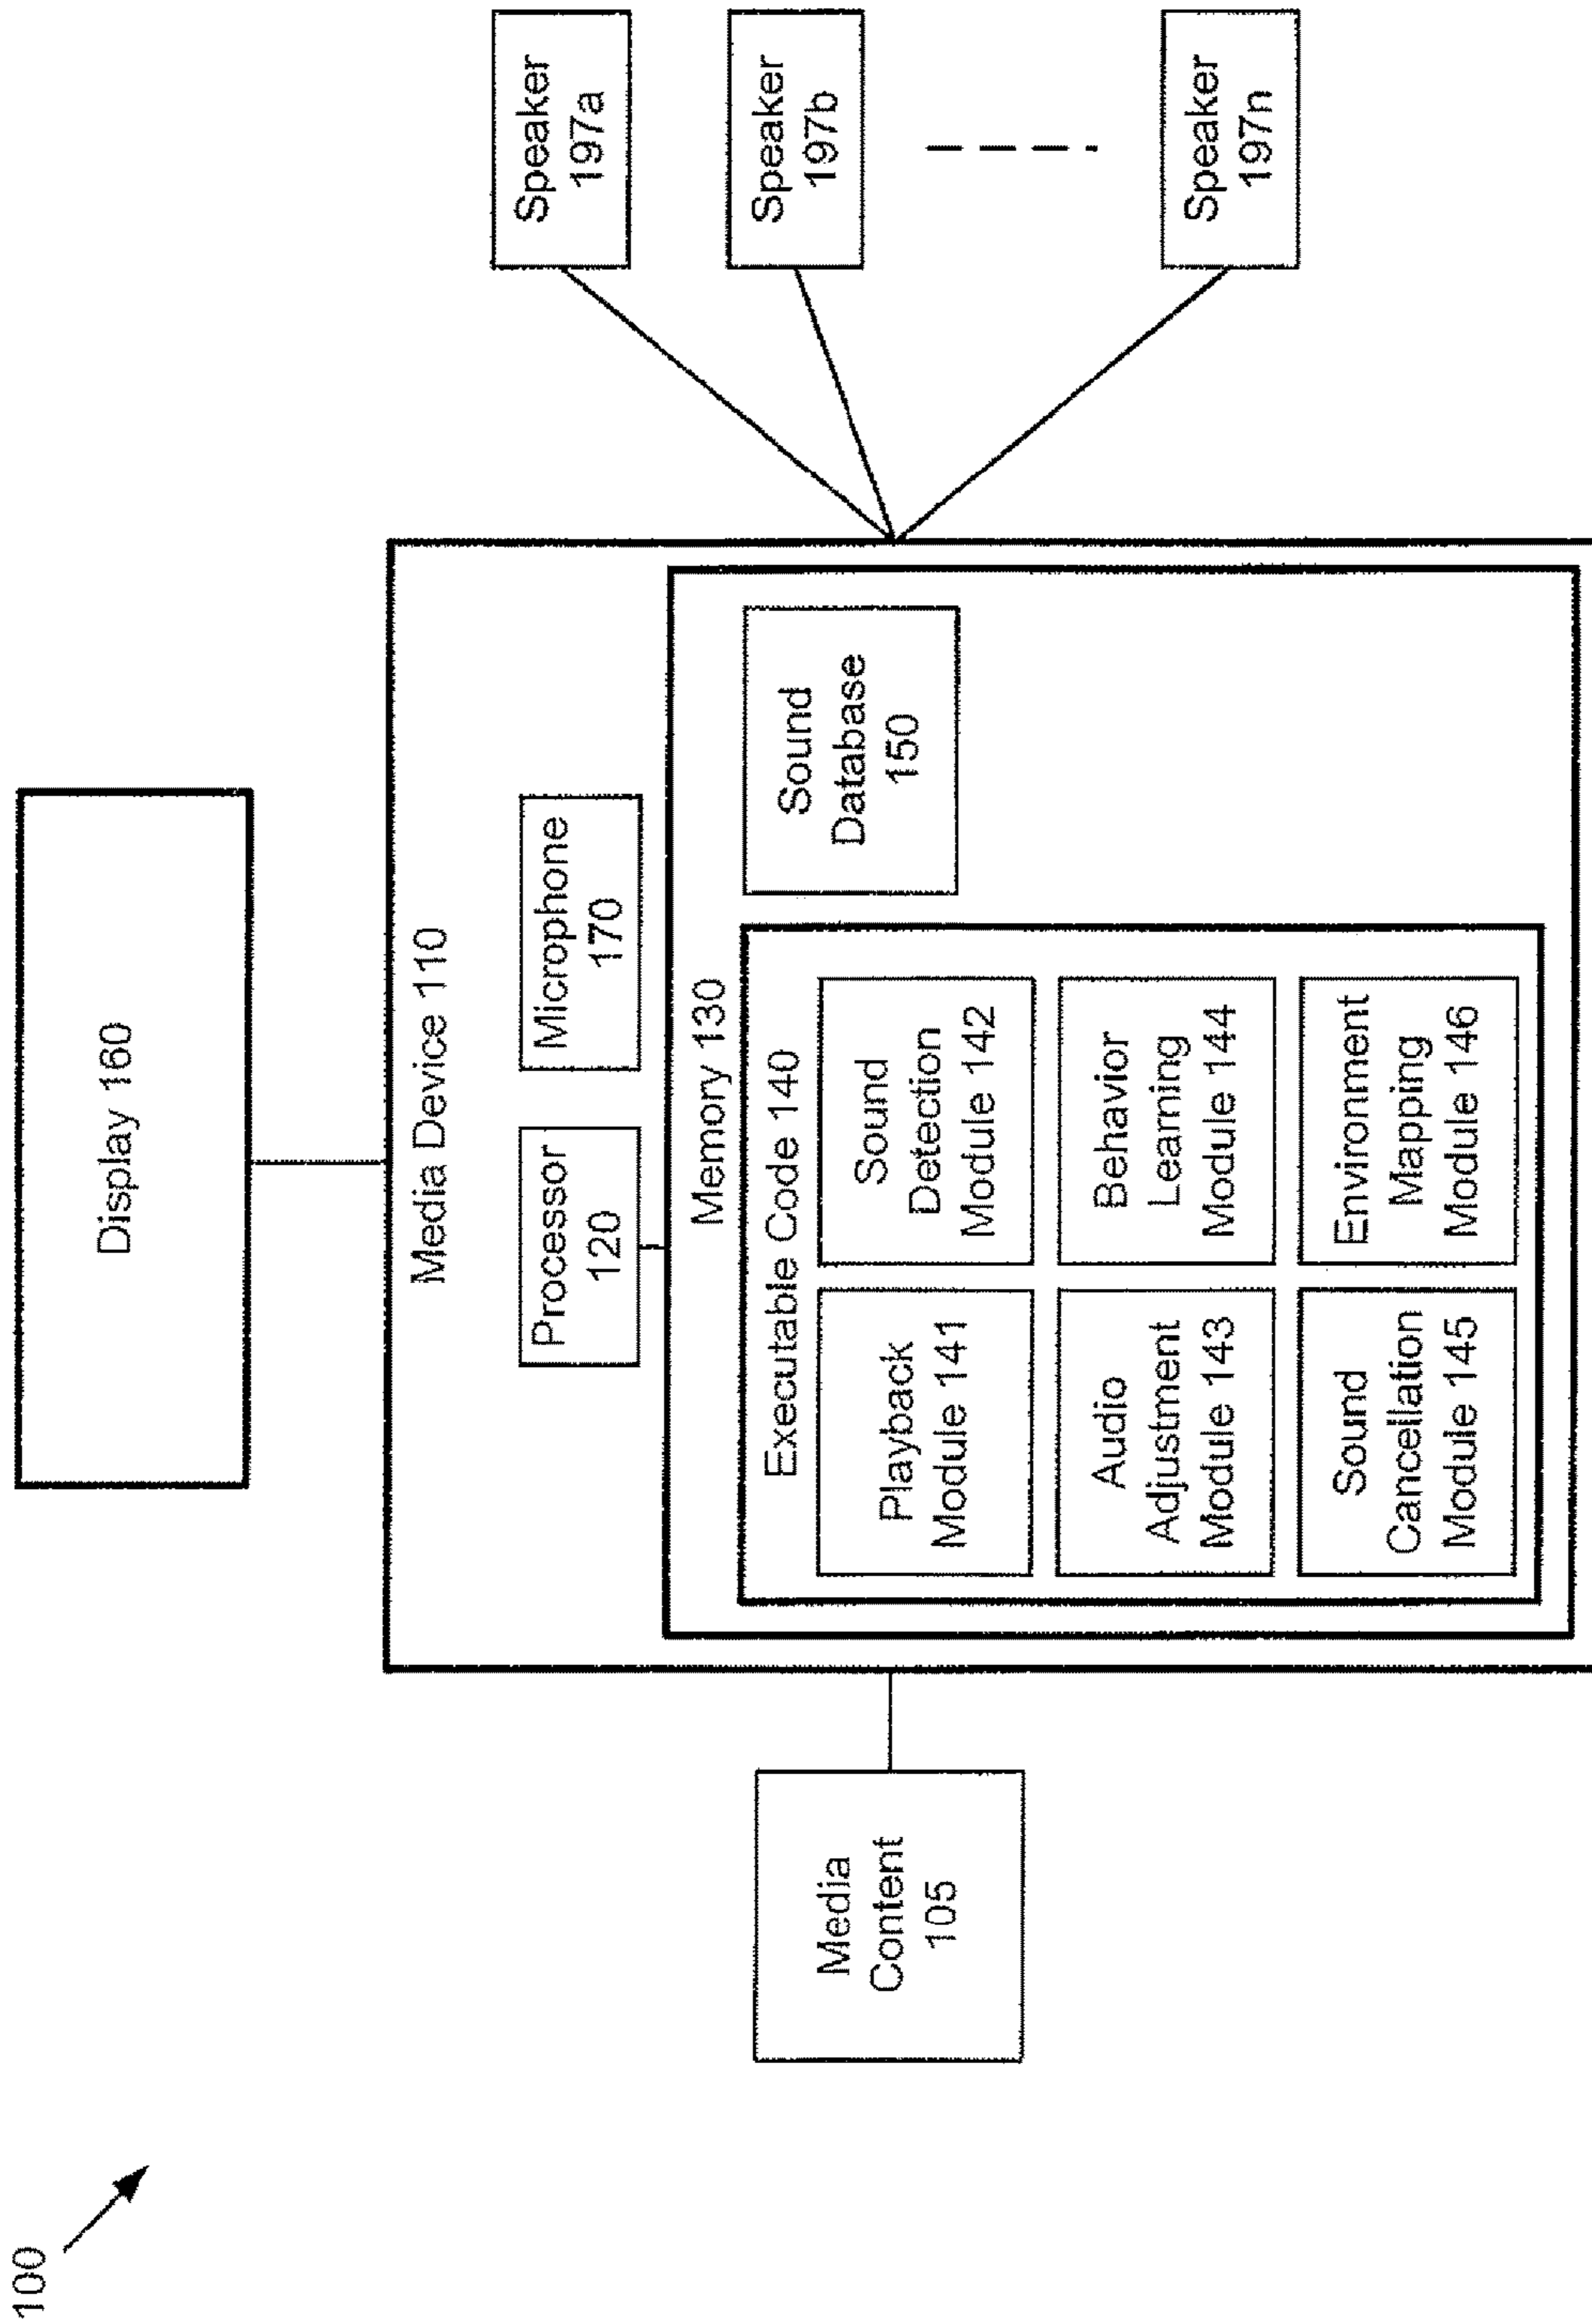 100
Display 160
Media Device 110
Processor
120
Microphone
170
Memory 130
Executable Code 140
Playback
Module 141
Sound
Detection
Module 142
Audio
Adjustment
Module 143
Behavior
Learning
Module 144
Sound
Cancellation
Module 145
Environment
Mapping
Module 146
Sound
Database
150
Media
Content
105
Speaker
197a
Speaker
197b
Speaker
197n